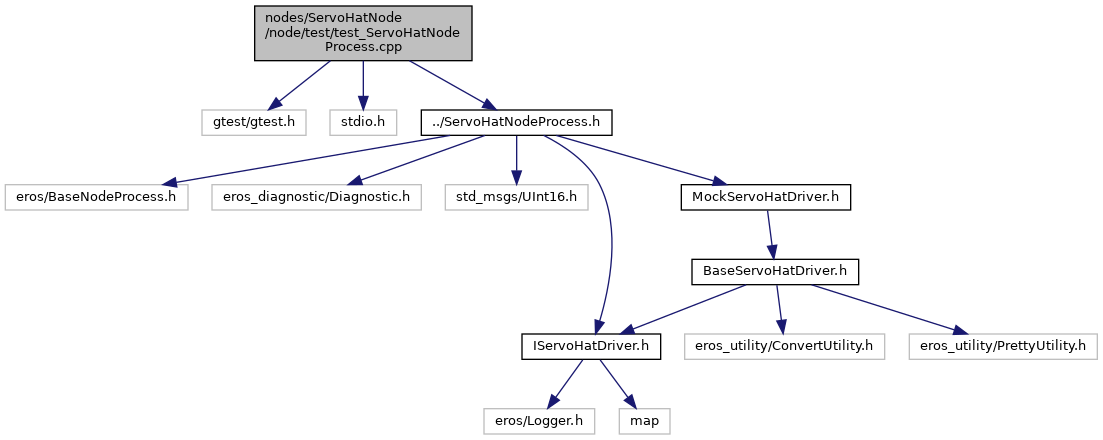 nodes/ServoHatNode
/node/test/test_ServoHatNode
Process.cpp
gtest/gtest.h
stdio.h
../ServoHatNodeProcess.h
eros/BaseNodeProcess.h
eros_diagnostic/Diagnostic.h
std_msgs/UInt16.h
MockServoHatDriver.h
BaseServoHatDriver.h
IServoHatDriver.h
eros_utility/ConvertUtility.h
eros_utility/PrettyUtility.h
eros/Logger.h
map